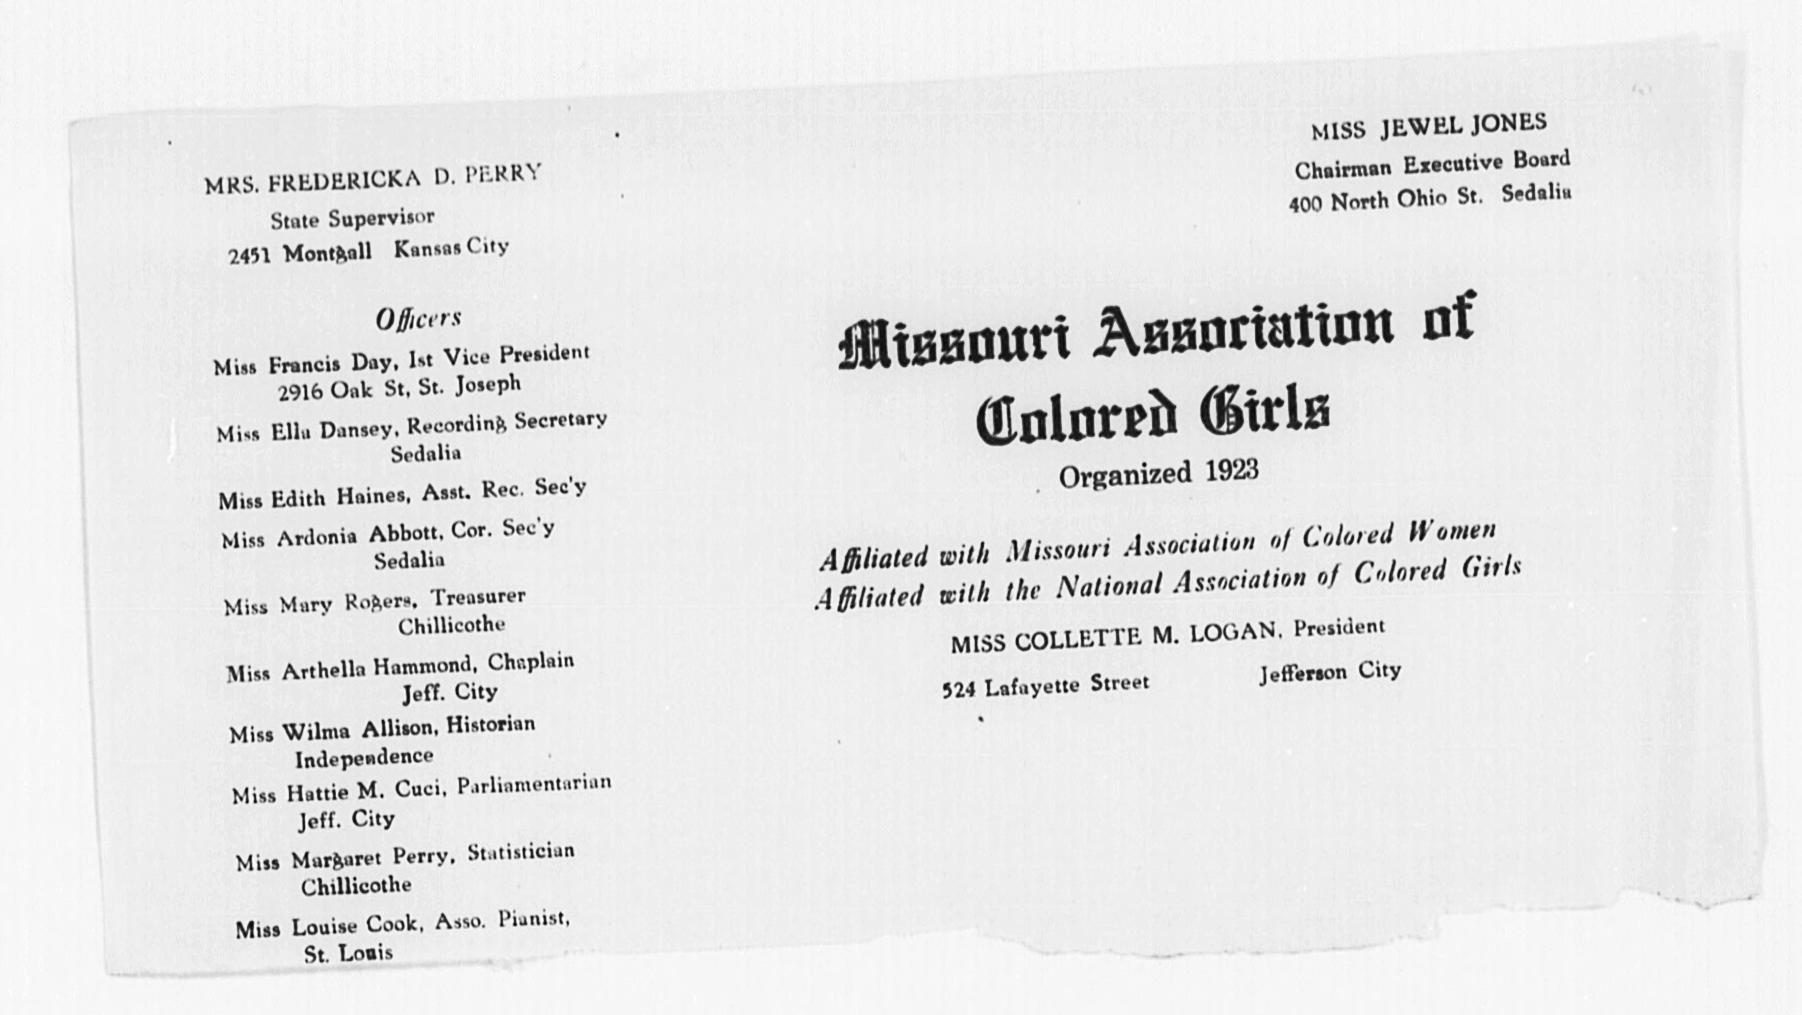 MRS. FREDERICKA D. PERRY
State Supervisor
2451 Montgall Kansas City
MISS JEWEL JONES
Chairman Executive Board
400 North Ohio St. Sedalia
Officers
Miss Francis Day, 1st Vice President
2916 Oak St, St. Joseph
Miss Ella Dansey, Recording Secretary
Sedalia
Miss Edith Haines, Asst. Rec. Sec'y
Miss Ardonia Abbott, Cor. Sec'y
Sedalia
Miss Mary Rogers, Treasurer
Chillicothe
Miss Arthella Hammond, Chaplain
Jeff. City
Miss Wilma Allison, Historian
Independence
Miss Hattie M. Cuci, Parliamentarian
Jeff. City
Miss Margaret Perry, Statistician
Chillicothe
Miss Louise Cook, Asso. Pianist,
St. Louis
Missouri Association of
Colored Girls
Organized 1923
Affiliated with Missouri Association of Colored Women
Affiliated with the National Association of Colored Girls
MISS COLLETTE M. LOGAN, President
524 Lafayette Street Jefferson City